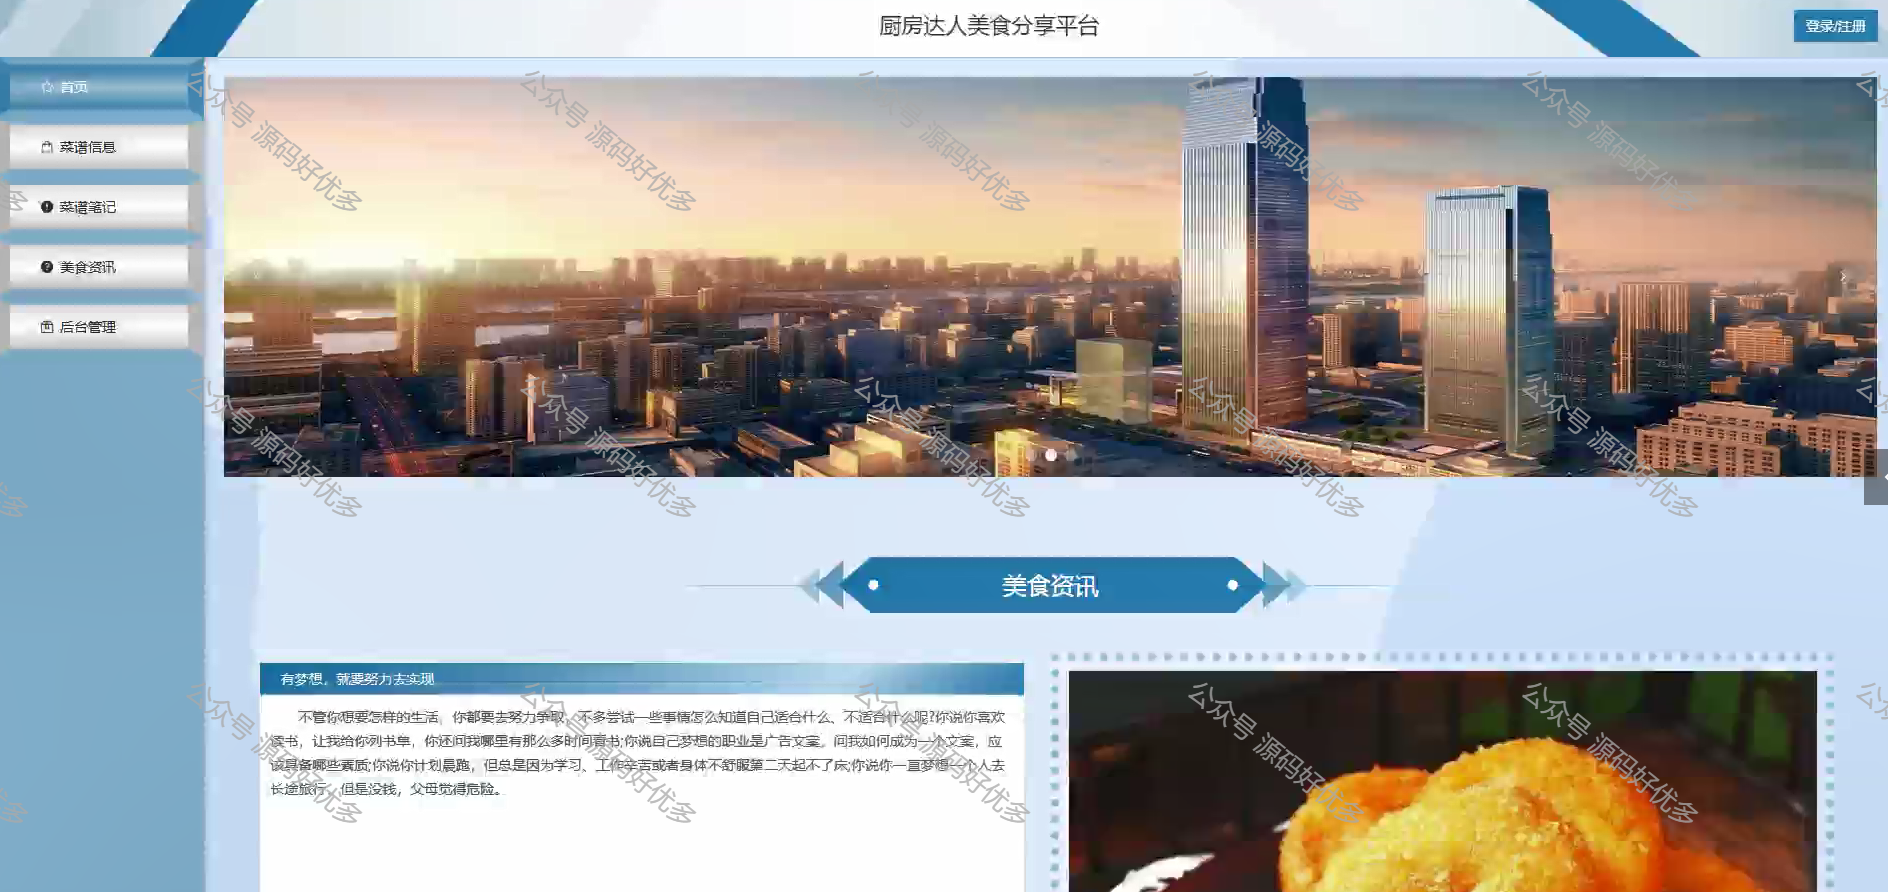 厨房达人美食分享平台
登录/注册
首页
菜谱信息
菜谱笔记
美食资讯
后台管理
美食资讯
有梦想，就要努力去实现
不管你想要怎样的生活，你都要去努力争取，不多尝试一些事情怎么知道自己适合什么、不适合什么呢?你说你喜欢
读书，让我给你列书单，你还问我哪里有那么多时间看书;你说自己梦想的职业是广告文案，问我如何成为一个文案，应
该具备哪些素质;你说你计划晨跑，但总是因为学习、工作辛苦或者身体不舒服第二天起不了床;你说你一直梦想一个人去
长途旅行，但是没钱，父母觉得危险。
公众号 源码好优多